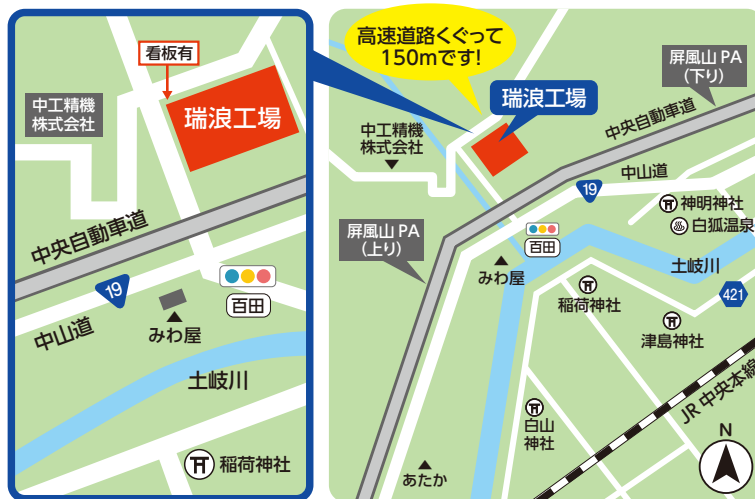 看板有
中工精機
株式会社
瑞浪工場
中央自動車道
19
中山道
百田
みわ屋
土岐川
稲荷神社
高速道路くぐって
150mです!
屏風山 PA
(下り)
瑞浪工場
中工精機
株式会社
中央自動車道
中山道
19
神明神社
白狐温泉
屏風山 PA
(上り)
百田
みわ屋
土岐川
稲荷神社
421
津島神社
JR中央本線
白山
神社
あたか
N